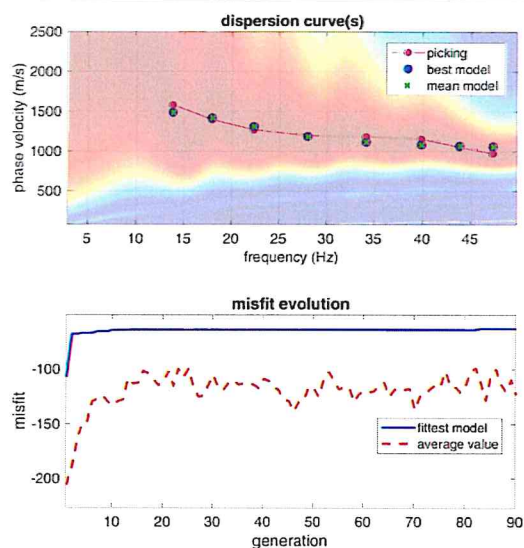 dispersion curve(s)
2500
2000
1500
1000
500
phase velocity (m/s)
picking
best model
mean model
5 10 15 20 25 30 35 40 45
frequency (Hz)
misfit evolution
-100
-150
-200
misfit
fittest model
average value
10 20 30 40 50 60 70 80 90
generation